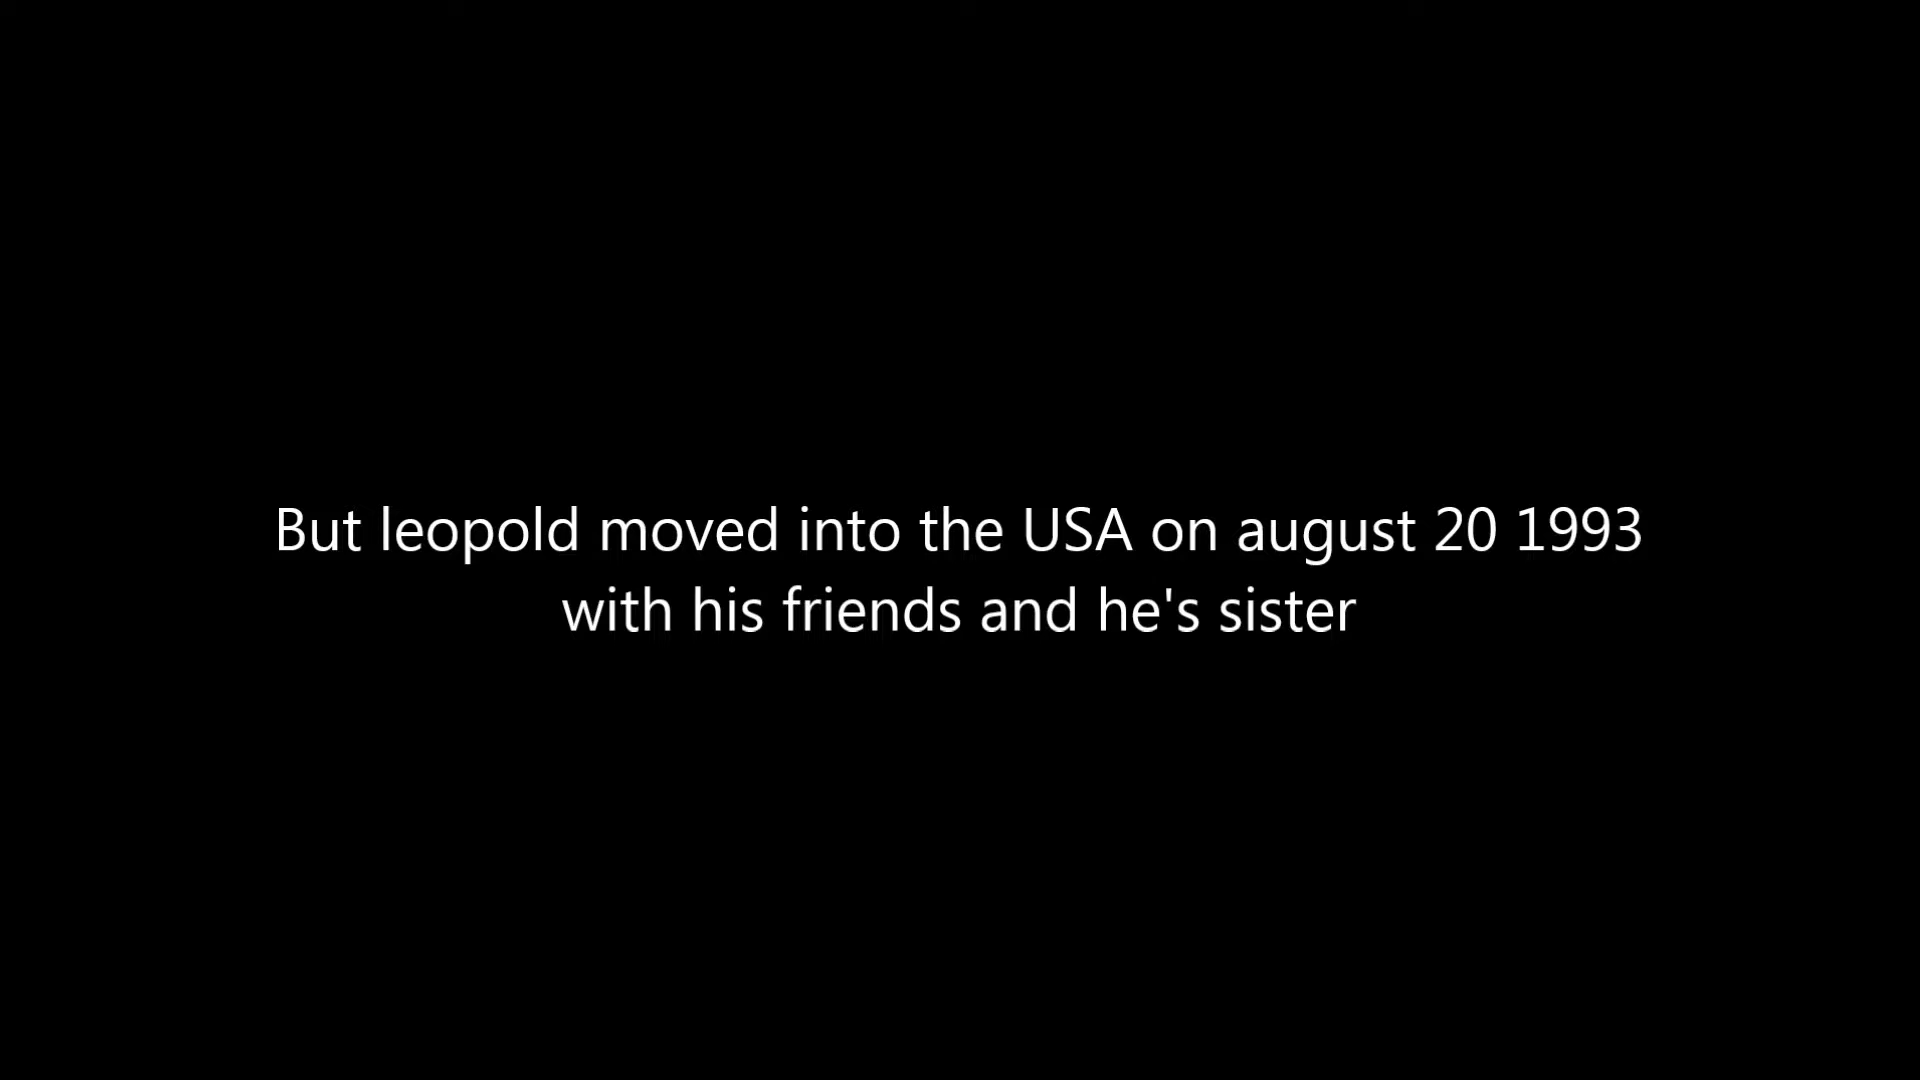 But leopold moved into the USA on august 20 1993
with his friends and he's sister